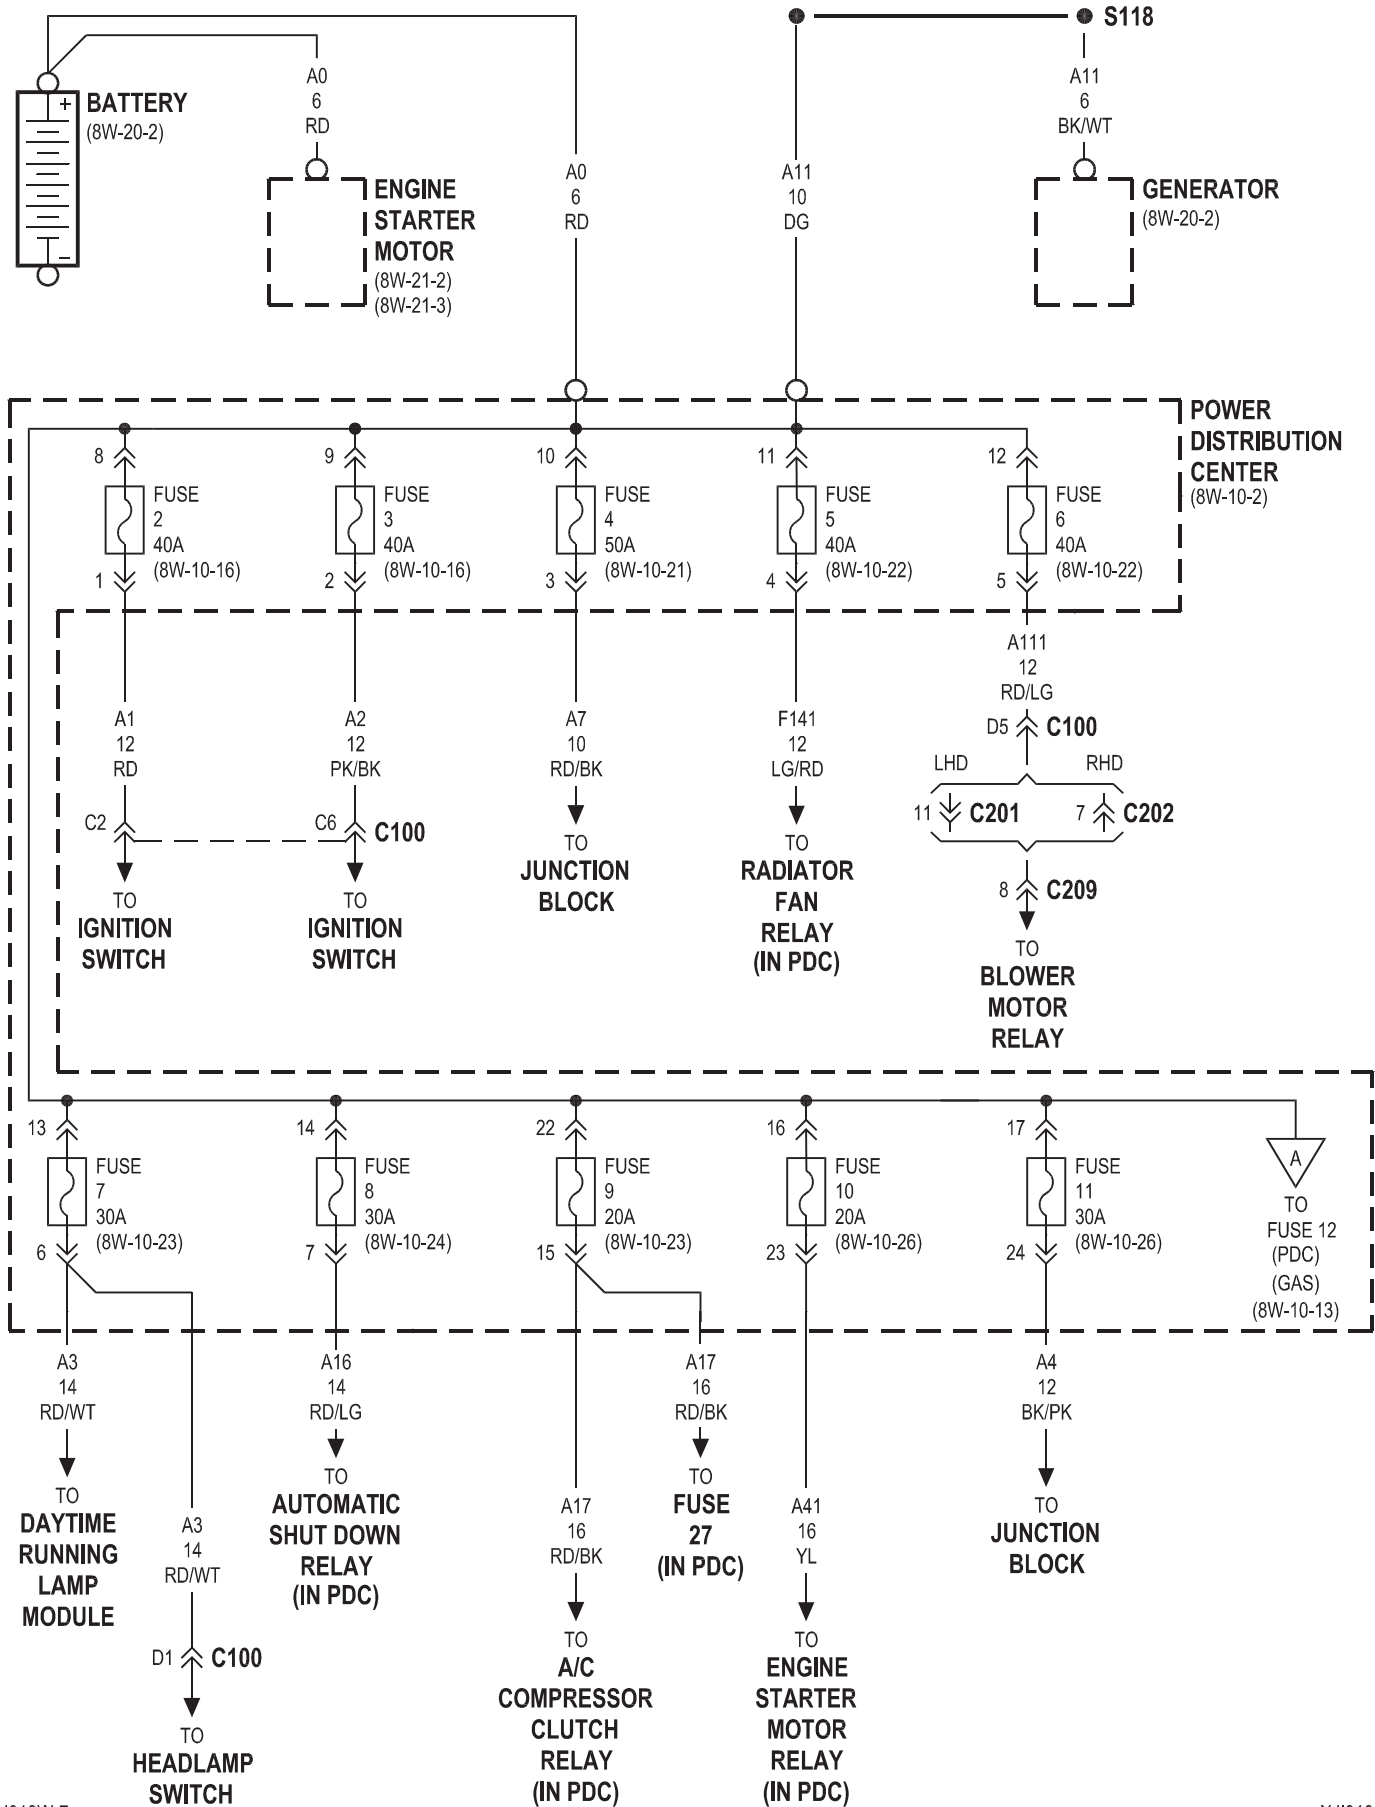 S118
A0
6
RD
A11
6
BK/WT
+
BATTERY
(8W-20-2)
−
ENGINE
STARTER
MOTOR
(8W-21-2)
(8W-21-3)
A0
6
RD
A11
10
DG
GENERATOR
(8W-20-2)
POWER
DISTRIBUTION
CENTER
(8W-10-2)
8
FUSE
2
40A
(8W-10-16)
1
9
FUSE
3
40A
(8W-10-16)
2
10
FUSE
4
50A
(8W-10-21)
3
11
FUSE
5
40A
(8W-10-22)
4
12
FUSE
6
40A
(8W-10-22)
5
A1
12
RD
C2
TO
IGNITION
SWITCH
A2
12
PK/BK
C6
C100
TO
IGNITION
SWITCH
A7
10
RD/BK
TO
JUNCTION
BLOCK
F141
12
LG/RD
TO
RADIATOR
FAN
RELAY
(IN PDC)
A111
12
RD/LG
D5
C100
LHD
RHD
11
C201
7
C202
8
C209
TO
BLOWER
MOTOR
RELAY
13
FUSE
7
30A
(8W-10-23)
6
14
FUSE
8
30A
(8W-10-24)
7
22
FUSE
9
20A
(8W-10-23)
15
16
FUSE
10
20A
(8W-10-26)
23
17
FUSE
11
30A
(8W-10-26)
24
A
TO
FUSE 12
(PDC)
(GAS)
(8W-10-13)
A3
14
RD/WT
TO
DAYTIME
RUNNING
LAMP
MODULE
A3
14
RD/WT
D1
C100
TO
HEADLAMP
SWITCH
A16
14
RD/LG
TO
AUTOMATIC
SHUT DOWN
RELAY
(IN PDC)
A17
16
RD/BK
TO
A/C
COMPRESSOR
CLUTCH
RELAY
(IN PDC)
A17
16
RD/BK
TO
FUSE
27
(IN PDC)
A41
16
YL
TO
ENGINE
STARTER
MOTOR
RELAY
(IN PDC)
A4
12
BK/PK
TO
JUNCTION
BLOCK